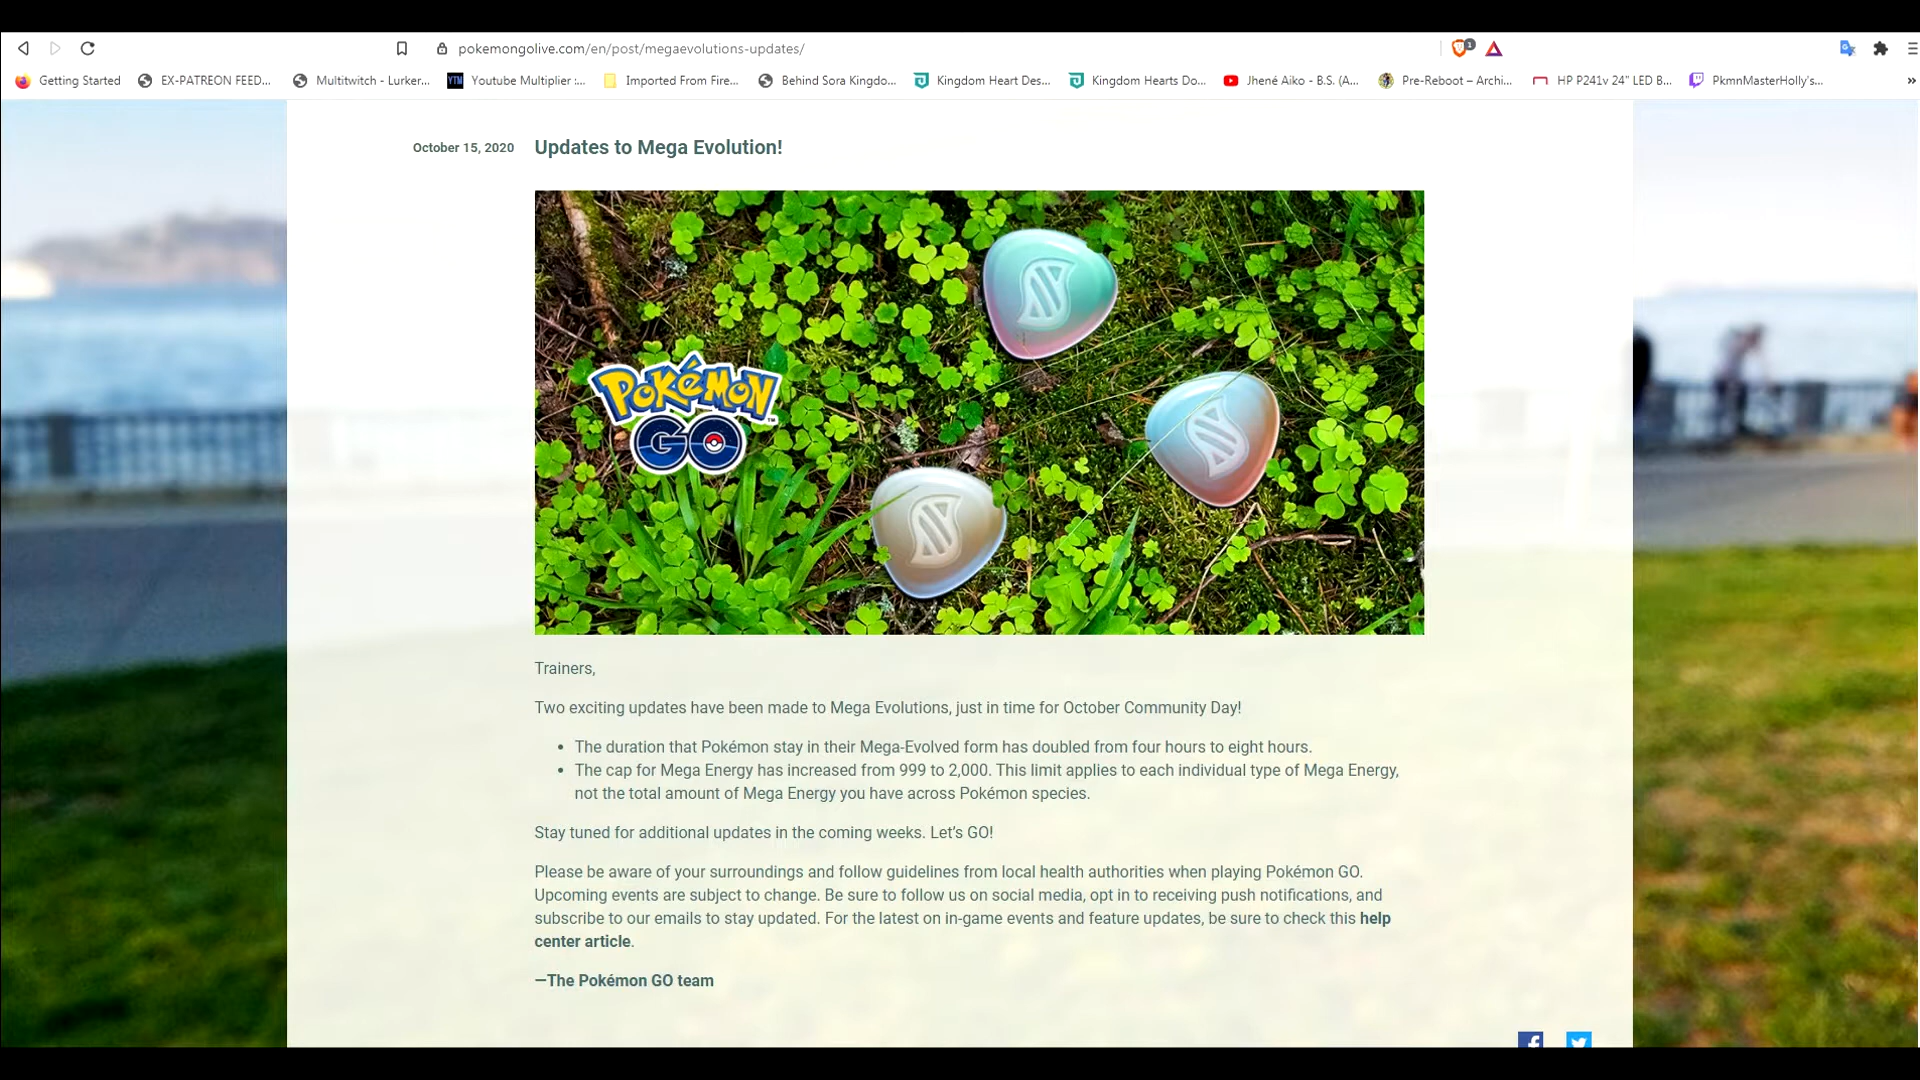 pokemongolive.com/en/post/megaevolutions-updates/
1
Getting Started
EX-PATREON FEED...
Multitwitch - Lurker...
YTM
Youtube Multiplier :...
Imported From Fire...
Behind Sora Kingdo...
Kingdom Heart Des...
Kingdom Hearts Do...
Jhené Aiko - B.S. (A...
Pre-Reboot – Archi...
HP P241v 24" LED B...
PkmnMasterHolly's...
»
October 15, 2020
Updates to Mega Evolution!
POKéMON
GO
Trainers,
Two exciting updates have been made to Mega Evolutions, just in time for October Community Day!
• The duration that Pokémon stay in their Mega-Evolved form has doubled from four hours to eight hours.
• The cap for Mega Energy has increased from 999 to 2,000. This limit applies to each individual type of Mega Energy,
not the total amount of Mega Energy you have across Pokémon species.
Stay tuned for additional updates in the coming weeks. Let's GO!
Please be aware of your surroundings and follow guidelines from local health authorities when playing Pokémon GO.
Upcoming events are subject to change. Be sure to follow us on social media, opt in to receiving push notifications, and
subscribe to our emails to stay updated. For the latest on in-game events and feature updates, be sure to check this help
center article.
—The Pokémon GO team